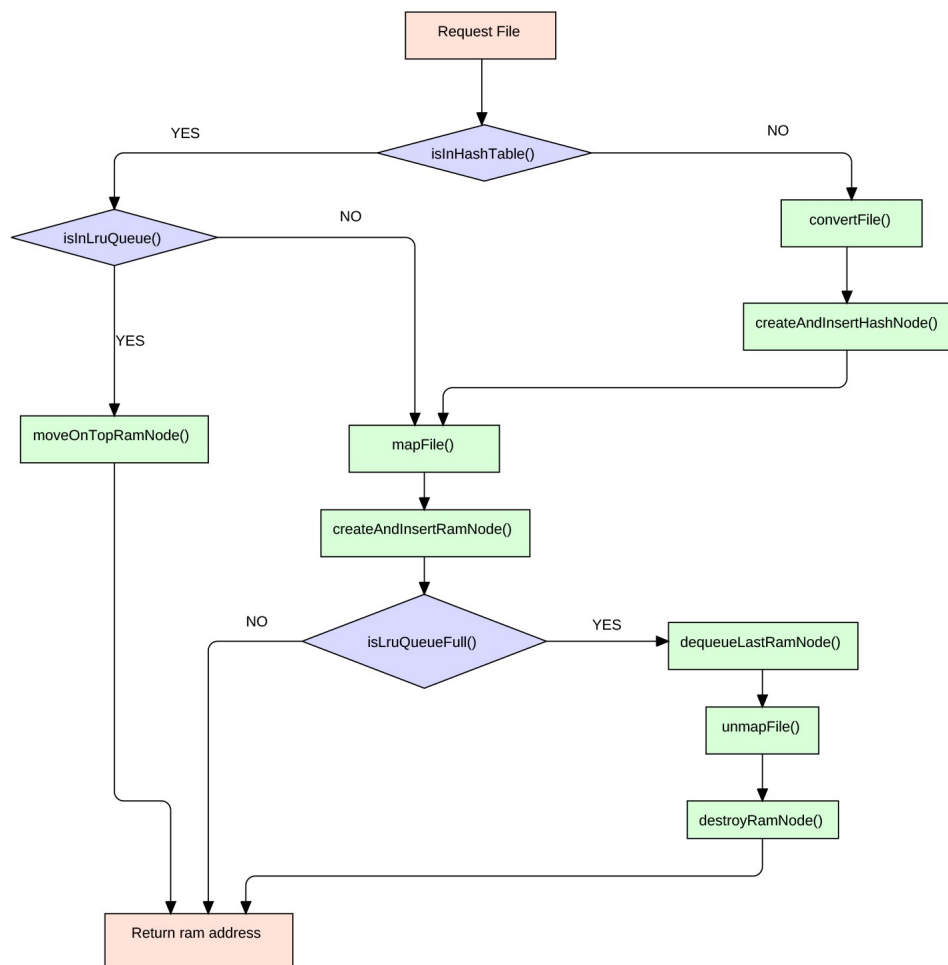 Request File
YES
NO
isInHashTable()
convertFile()
NO
isInLruQueue()
createAndInsertHashNode()
YES
moveOnTopRamNode()
mapFile()
createAndInsertRamNode()
NO
YES
isLruQueueFull()
dequeueLastRamNode()
unmapFile()
destroyRamNode()
Return ram address